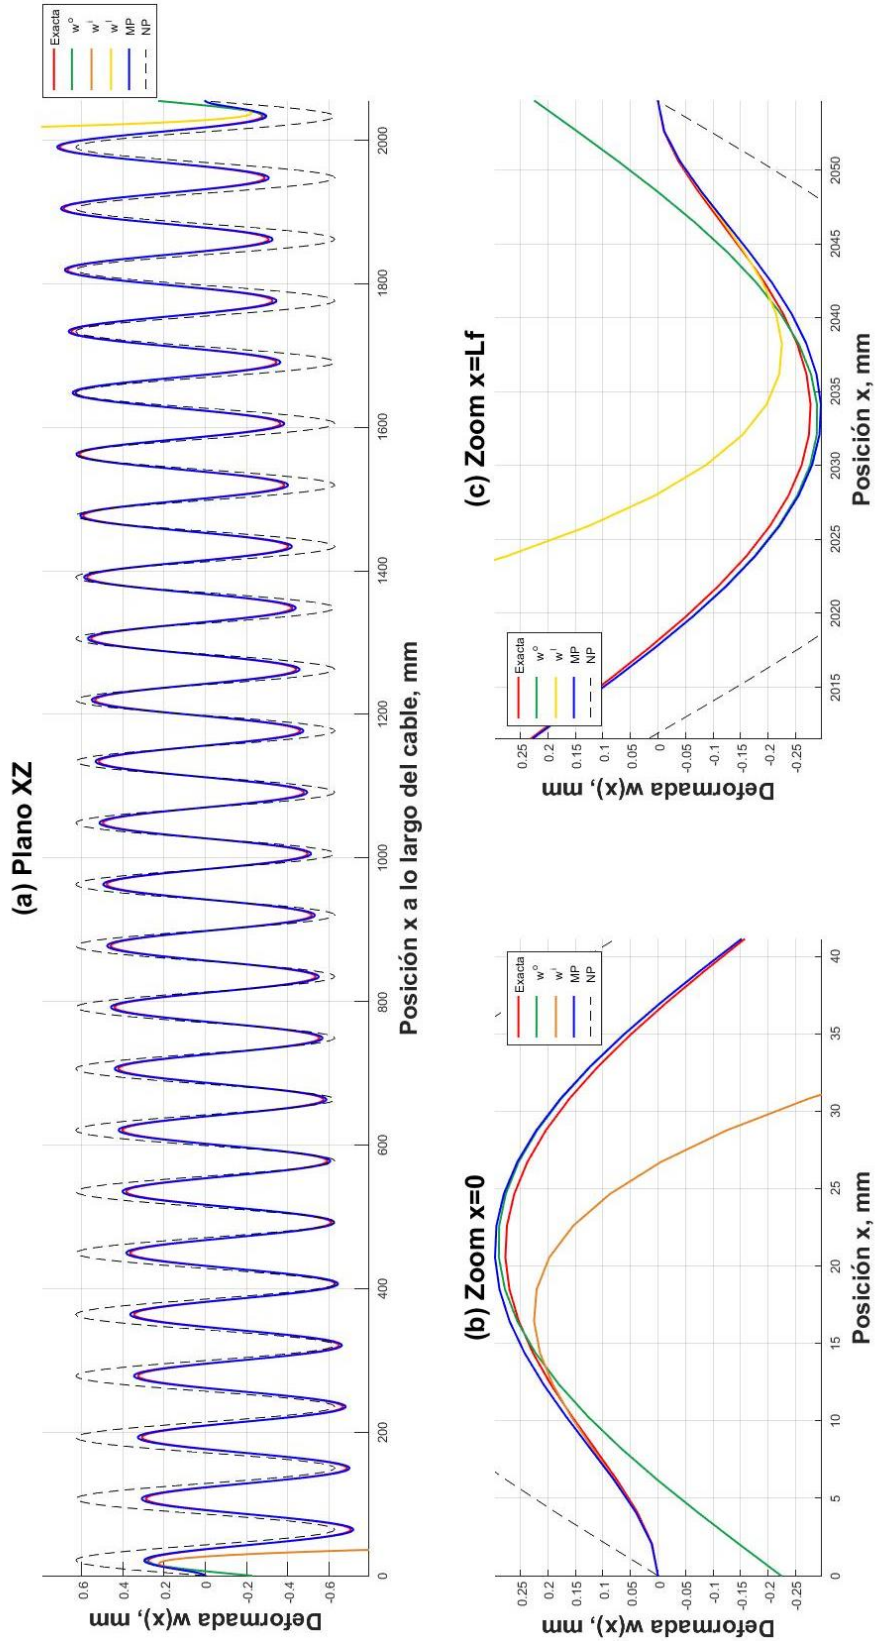 (a) Plano XZ
Exacta
w°
wⁱ
wˡ
MP
NP
0.6
0.4
0.2
0
-0.2
-0.4
-0.6
Deformada w(x), mm
0 200 400 600 800 1000 1200 1400 1600 1800 2000
Posición x a lo largo del cable, mm
(b) Zoom x=0
Exacta
w°
wⁱ
MP
NP
0.25
0.2
0.15
0.1
0.05
0
-0.05
-0.1
-0.15
-0.2
-0.25
Deformada w(x), mm
0 5 10 15 20 25 30 35 40
Posición x, mm
(c) Zoom x=Lf
Exacta
w°
wˡ
MP
NP
0.25
0.2
0.15
0.1
0.05
0
-0.05
-0.1
-0.15
-0.2
-0.25
Deformada w(x), mm
2015 2020 2025 2030 2035 2040 2045 2050
Posición x, mm